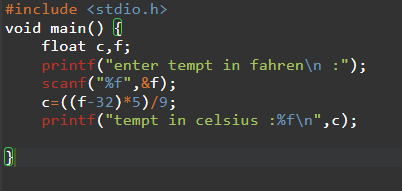 #include <stdio.h>
void main() {
    float c,f;
    printf("enter tempt in fahren\n :");
    scanf("%f",&f);
    c=((f-32)*5)/9;
    printf("tempt in celsius :%f\n",c);
}